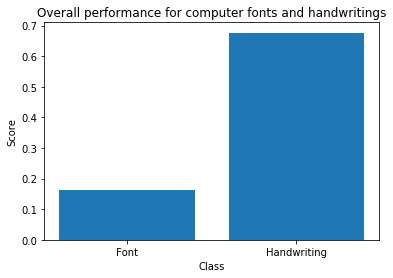 Overall performance for computer fonts and handwritings
0.7
0.6
0.5
0.4
0.3
0.2
0.1
0.0
Score
Font Handwriting
Class